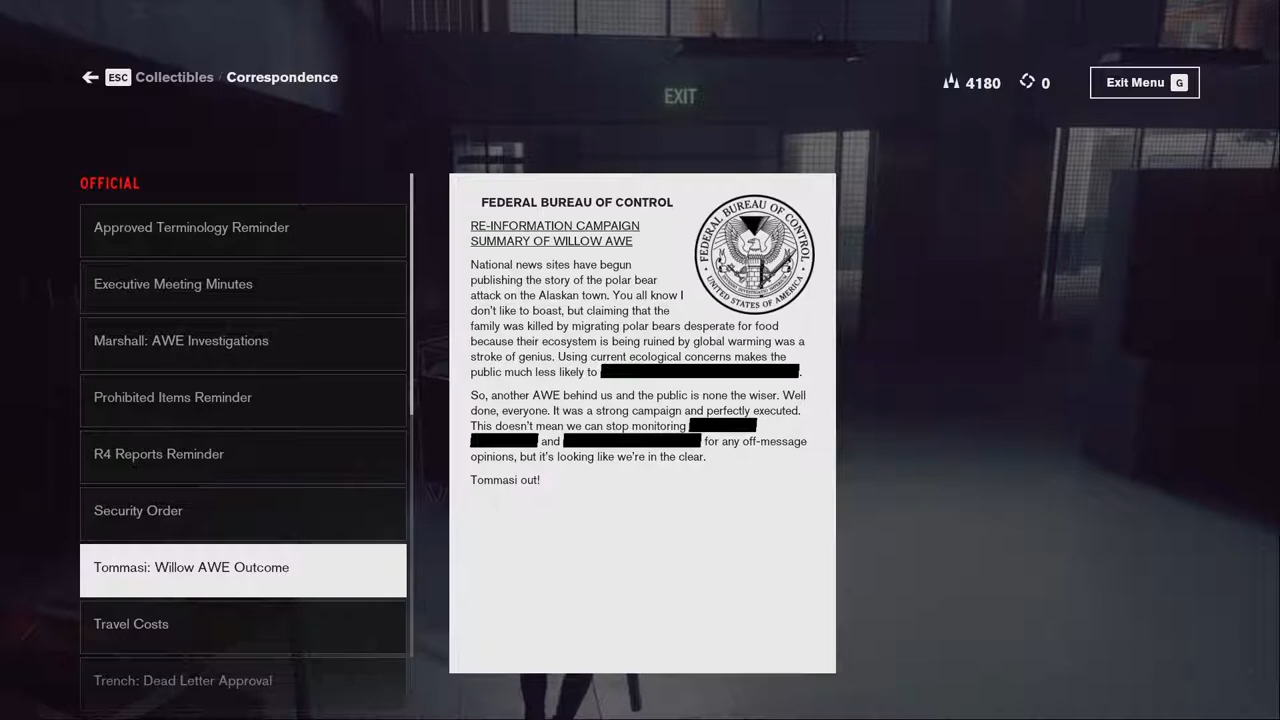 ESC Collectibles / Correspondence
4180
0
Exit Menu G
EXIT
OFFICIAL
Approved Terminology Reminder
Executive Meeting Minutes
Marshall: AWE Investigations
Prohibited Items Reminder
R4 Reports Reminder
Security Order
Tommasi: Willow AWE Outcome
Travel Costs
Trench: Dead Letter Approval
FEDERAL BUREAU OF CONTROL
RE-INFORMATION CAMPAIGN
SUMMARY OF WILLOW AWE
National news sites have begun
publishing the story of the polar bear
attack on the Alaskan town. You all know I
don't like to boast, but claiming that the
family was killed by migrating polar bears desperate for food
because their ecosystem is being ruined by global warming was a
stroke of genius. Using current ecological concerns makes the
public much less likely to .
So, another AWE behind us and the public is none the wiser. Well
done, everyone. It was a strong campaign and perfectly executed.
This doesn't mean we can stop monitoring
and for any off-message
opinions, but it's looking like we're in the clear.
Tommasi out!
FEDERAL BUREAU OF CONTROL
UNITED STATES OF AMERICA